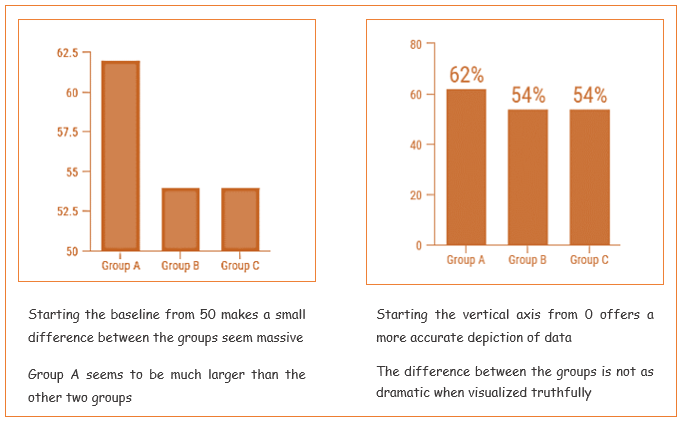 62.5
60
57.5
55
52.5
50
Group A Group B Group C
80
60
40
20
0
62%
54% 54%
Group A Group B Group C
Starting the baseline from 50 makes a small
difference between the groups seem massive
Group A seems to be much larger than the
other two groups
Starting the vertical axis from 0 offers a
more accurate depiction of data
The difference between the groups is not as
dramatic when visualized truthfully